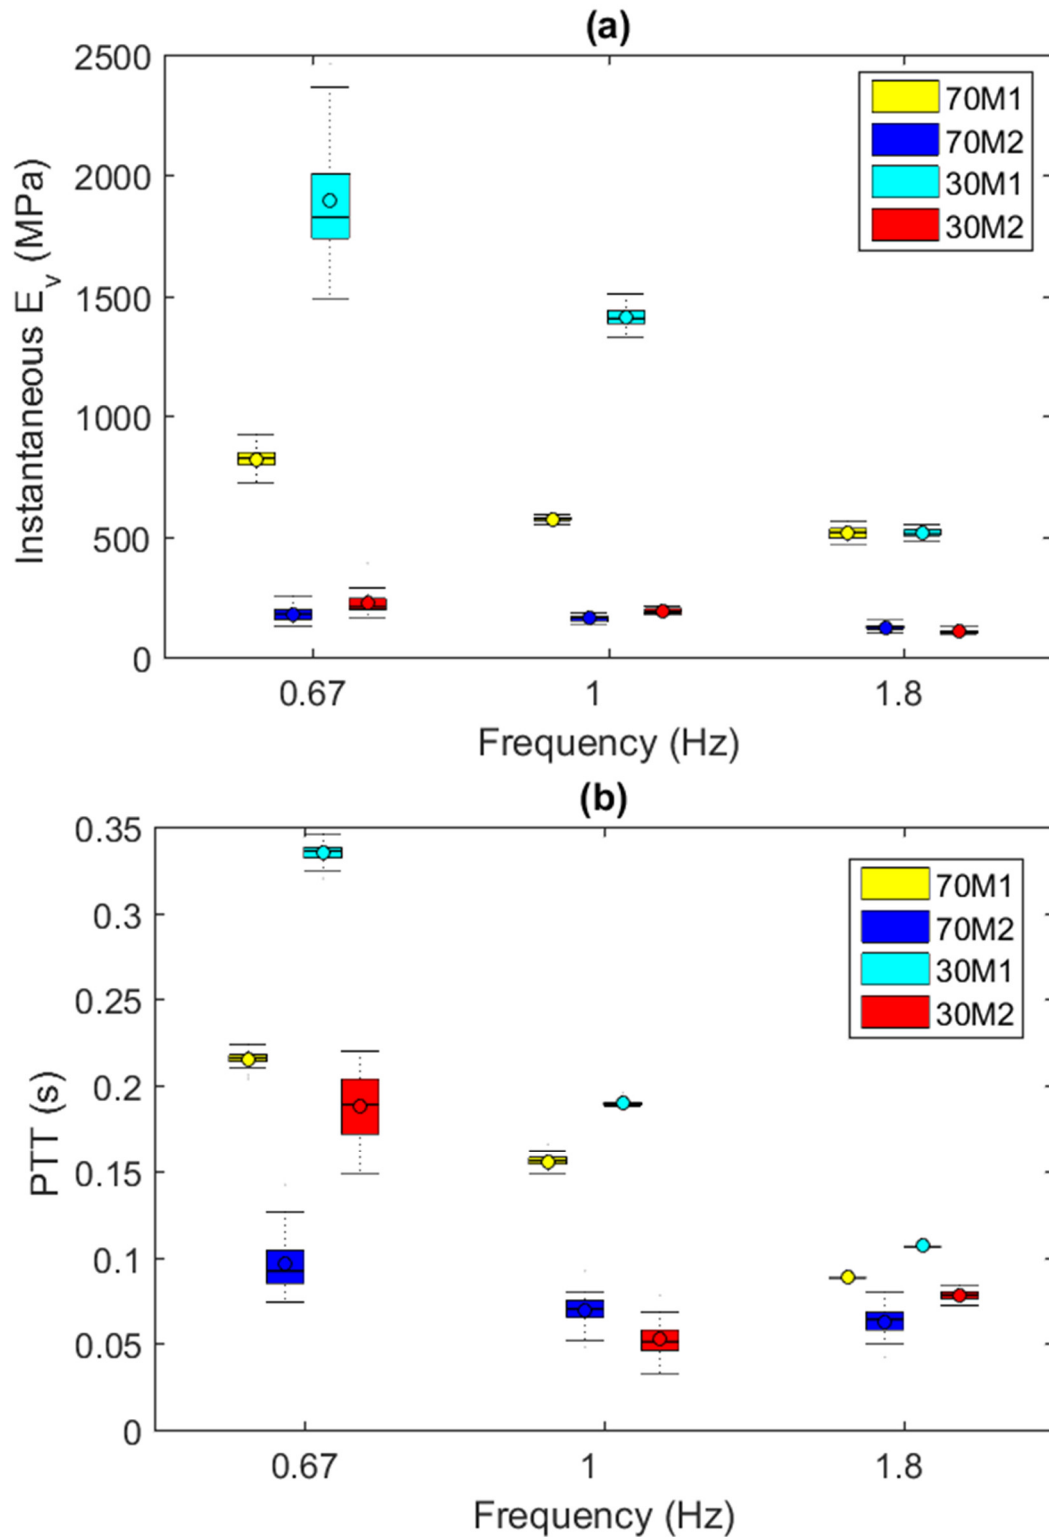 (a)
2500
2000
1500
1000
500
0
Instantaneous E_v (MPa)
70M1
70M2
30M1
30M2
0.67 1 1.8
Frequency (Hz)
(b)
0.35
0.3
0.25
0.2
0.15
0.1
0.05
0
PTT (s)
70M1
70M2
30M1
30M2
0.67 1 1.8
Frequency (Hz)